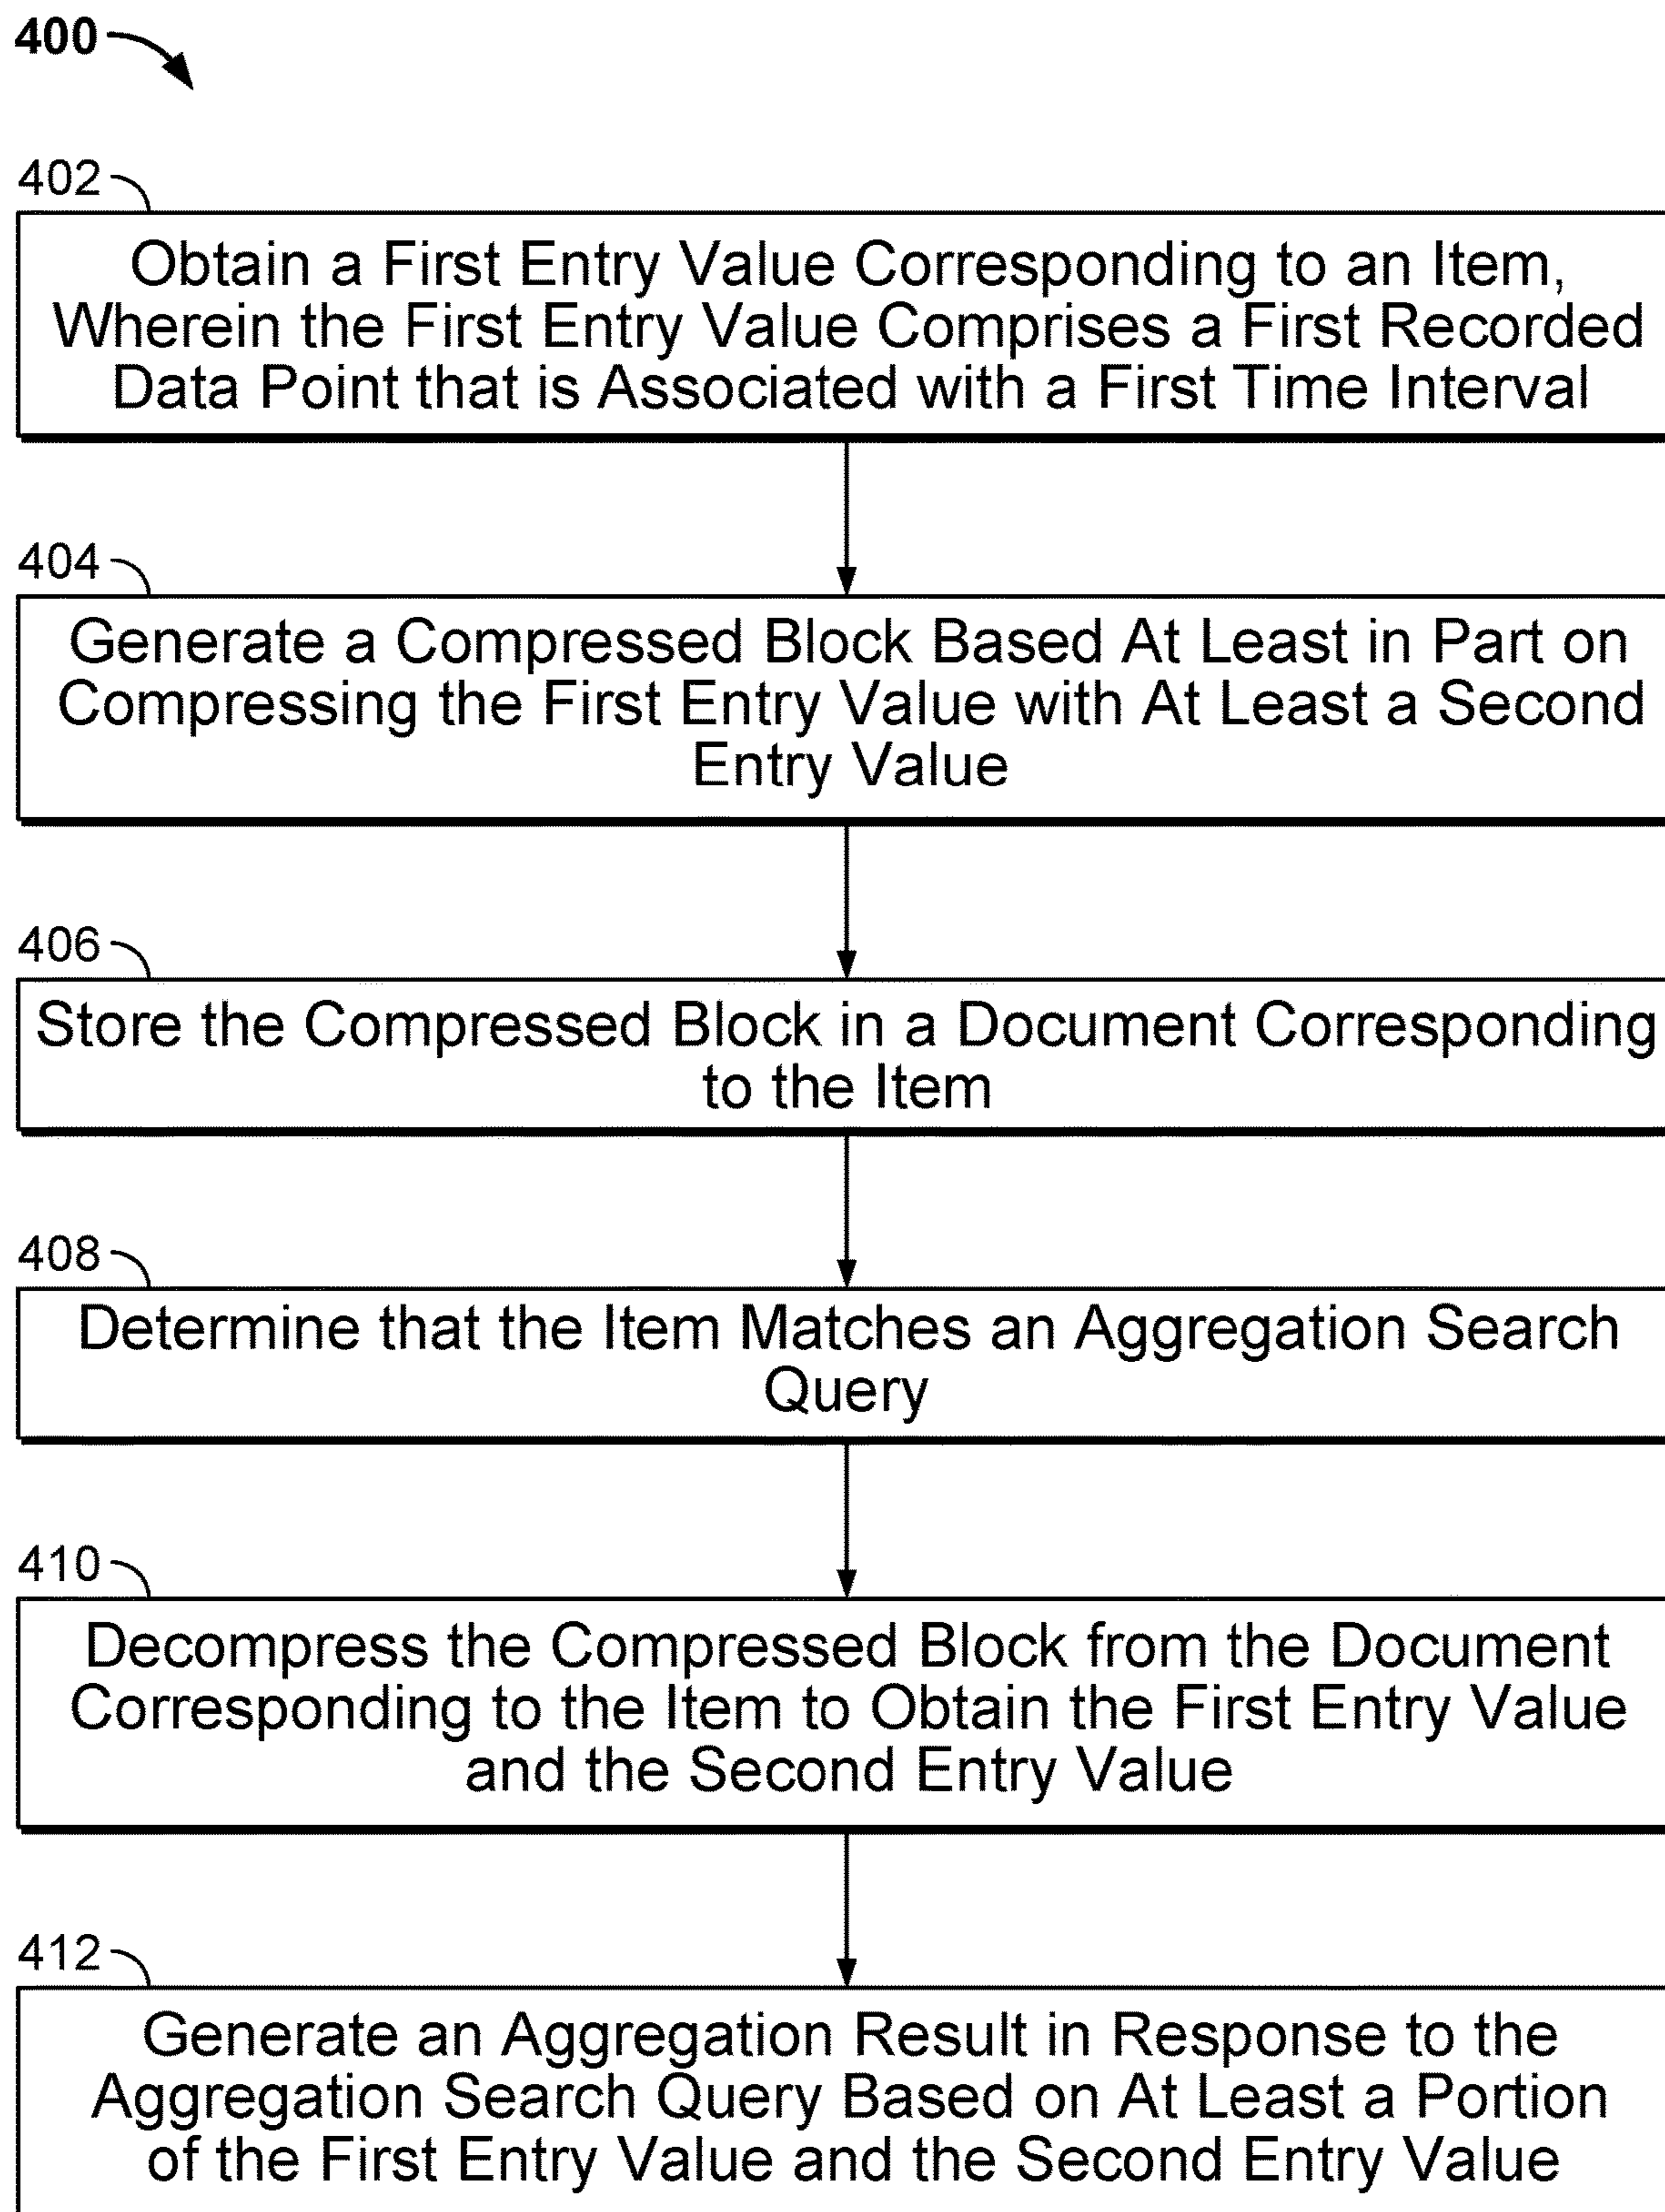 400
402
Obtain a First Entry Value Corresponding to an Item,
Wherein the First Entry Value Comprises a First Recorded
Data Point that is Associated with a First Time Interval
404
Generate a Compressed Block Based At Least in Part on
Compressing the First Entry Value with At Least a Second
Entry Value
406
Store the Compressed Block in a Document Corresponding
to the Item
408
Determine that the Item Matches an Aggregation Search
Query
410
Decompress the Compressed Block from the Document
Corresponding to the Item to Obtain the First Entry Value
and the Second Entry Value
412
Generate an Aggregation Result in Response to the
Aggregation Search Query Based on At Least a Portion
of the First Entry Value and the Second Entry Value